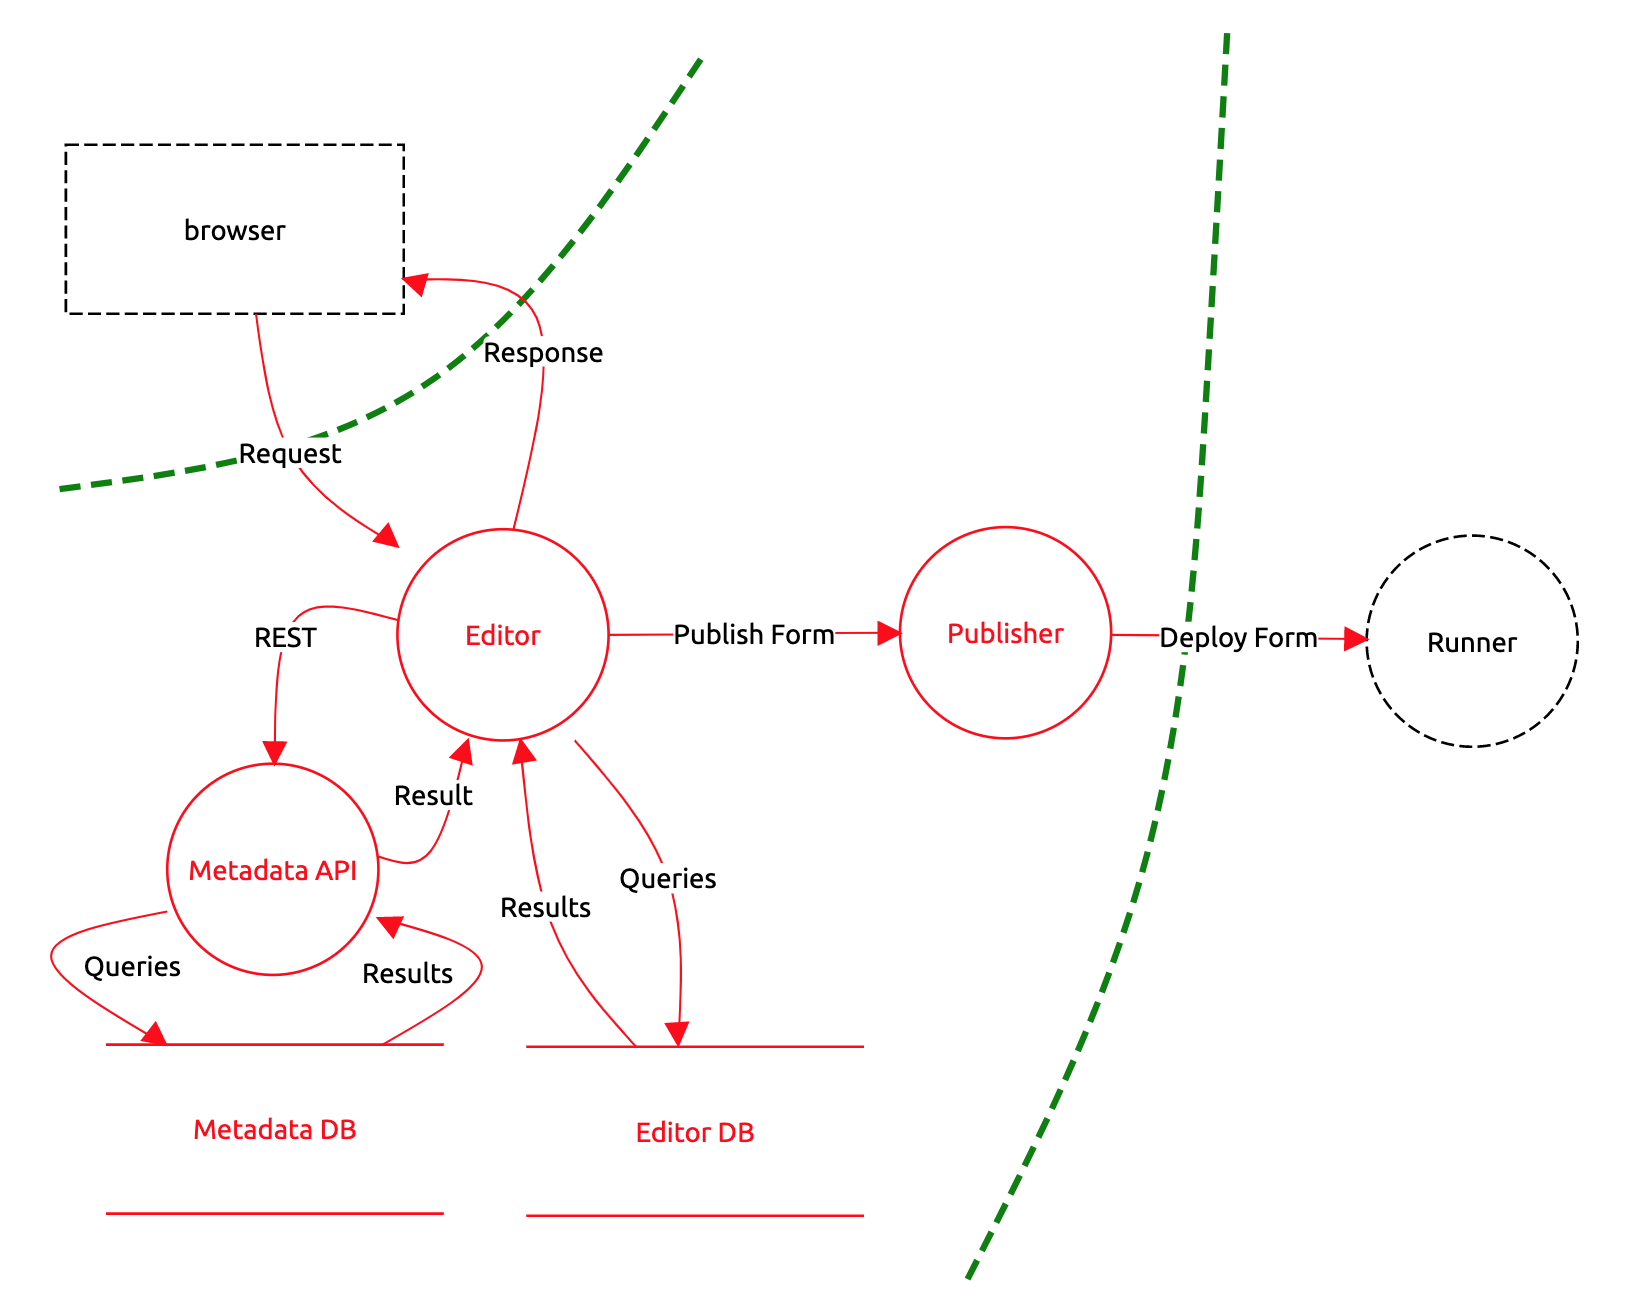 browser
Response
Request
REST
Editor
Publish Form
Publisher
Deploy Form
Runner
Result
Metadata API
Queries
Results
Queries
Results
Metadata DB
Editor DB